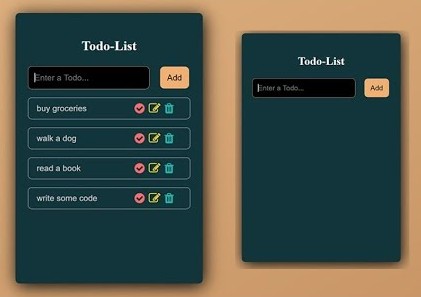 Todo-List
Enter a Todo...
Add
buy groceries
walk a dog
read a book
write some code
Todo-List
Enter a Todo...
Add